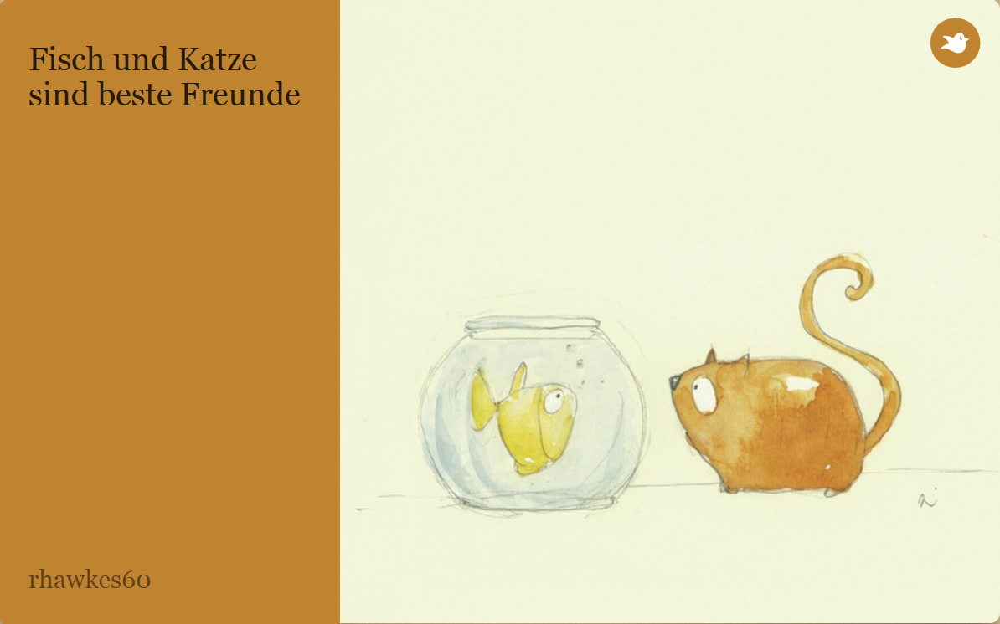 Fisch und Katze
sind beste Freunde
rhawkes60